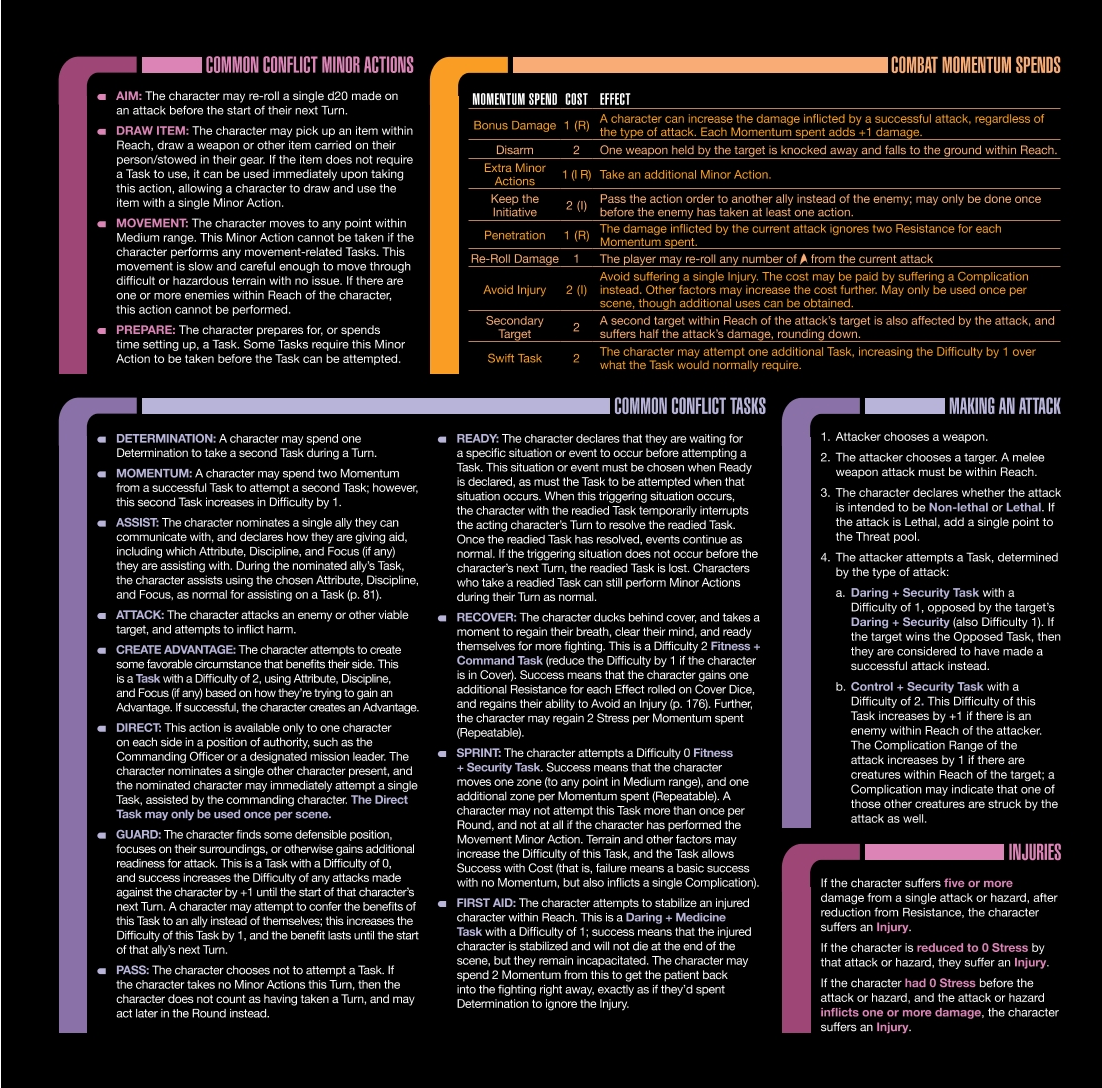 COMMON CONFLICT MINOR ACTIONS
AIM: The character may re-roll a single d20 made on
an attack before the start of their next Turn.
DRAW ITEM: The character may pick up an item within
Reach, draw a weapon or other item carried on their
person/stowed in their gear. If the item does not require
a Task to use, it can be used immediately upon taking
this action, allowing a character to draw and use the
item with a single Minor Action.
MOVEMENT: The character moves to any point within
Medium range. This Minor Action cannot be taken if the
character performs any movement-related Tasks. This
movement is slow and careful enough to move through
difficult or hazardous terrain with no issue. If there are
one or more enemies within Reach of the character,
this action cannot be performed.
PREPARE: The character prepares for, or spends
time setting up, a Task. Some Tasks require this Minor
Action to be taken before the Task can be attempted.
COMBAT MOMENTUM SPENDS
MOMENTUM SPEND COST EFFECT
Bonus Damage 1 (R) A character can increase the damage inflicted by a successful attack, regardless of
the type of attack. Each Momentum spent adds +1 damage.
Disarm 2 One weapon held by the target is knocked away and falls to the ground within Reach.
Extra Minor
Actions 1 (I R) Take an additional Minor Action.
Keep the
Initiative 2 (I) Pass the action order to another ally instead of the enemy; may only be done once
before the enemy has taken at least one action.
Penetration 1 (R) The damage inflicted by the current attack ignores two Resistance for each
Momentum spent.
Re-Roll Damage 1 The player may re-roll any number of from the current attack
Avoid Injury 2 (I) Avoid suffering a single Injury. The cost may be paid by suffering a Complication
instead. Other factors may increase the cost further. May only be used once per
scene, though additional uses can be obtained.
Secondary
Target 2 A second target within Reach of the attack's target is also affected by the attack, and
suffers half the attack's damage, rounding down.
Swift Task 2 The character may attempt one additional Task, increasing the Difficulty by 1 over
what the Task would normally require.
COMMON CONFLICT TASKS
DETERMINATION: A character may spend one
Determination to take a second Task during a Turn.
MOMENTUM: A character may spend two Momentum
from a successful Task to attempt a second Task; however,
this second Task increases in Difficulty by 1.
ASSIST: The character nominates a single ally they can
communicate with, and declares how they are giving aid,
including which Attribute, Discipline, and Focus (if any)
they are assisting with. During the nominated ally's Task,
the character assists using the chosen Attribute, Discipline,
and Focus, as normal for assisting on a Task (p. 81).
ATTACK: The character attacks an enemy or other viable
target, and attempts to inflict harm.
CREATE ADVANTAGE: The character attempts to create
some favorable circumstance that benefits their side. This
is a Task with a Difficulty of 2, using Attribute, Discipline,
and Focus (if any) based on how they're trying to gain an
Advantage. If successful, the character creates an Advantage.
DIRECT: This action is available only to one character
on each side in a position of authority, such as the
Commanding Officer or a designated mission leader. The
character nominates a single other character present, and
the nominated character may immediately attempt a single
Task, assisted by the commanding character. The Direct
Task may only be used once per scene.
GUARD: The character finds some defensible position,
focuses on their surroundings, or otherwise gains additional
readiness for attack. This is a Task with a Difficulty of 0,
and success increases the Difficulty of any attacks made
against the character by +1 until the start of that character's
next Turn. A character may attempt to confer the benefits of
this Task to an ally instead of themselves; this increases the
Difficulty of this Task by 1, and the benefit lasts until the start
of that ally's next Turn.
PASS: The character chooses not to attempt a Task. If
the character takes no Minor Actions this Turn, then the
character does not count as having taken a Turn, and may
act later in the Round instead.
READY: The character declares that they are waiting for
a specific situation or event to occur before attempting a
Task. This situation or event must be chosen when Ready
is declared, as must the Task to be attempted when that
situation occurs. When this triggering situation occurs,
the character with the readied Task temporarily interrupts
the acting character's Turn to resolve the readied Task.
Once the readied Task has resolved, events continue as
normal. If the triggering situation does not occur before the
character's next Turn, the readied Task is lost. Characters
who take a readied Task can still perform Minor Actions
during their Turn as normal.
RECOVER: The character ducks behind cover, and takes a
moment to regain their breath, clear their mind, and ready
themselves for more fighting. This is a Difficulty 2 Fitness +
Command Task (reduce the Difficulty by 1 if the character
is in Cover). Success means that the character gains one
additional Resistance for each Effect rolled on Cover Dice,
and regains their ability to Avoid an Injury (p. 176). Further,
the character may regain 2 Stress per Momentum spent
(Repeatable).
SPRINT: The character attempts a Difficulty 0 Fitness
+ Security Task. Success means that the character
moves one zone (to any point in Medium range), and one
additional zone per Momentum spent (Repeatable). A
character may not attempt this Task more than once per
Round, and not at all if the character has performed the
Movement Minor Action. Terrain and other factors may
increase the Difficulty of this Task, and the Task allows
Success with Cost (that is, failure means a basic success
with no Momentum, but also inflicts a single Complication).
FIRST AID: The character attempts to stabilize an injured
character within Reach. This is a Daring + Medicine
Task with a Difficulty of 1; success means that the injured
character is stabilized and will not die at the end of the
scene, but they remain incapacitated. The character may
spend 2 Momentum from this to get the patient back
into the fighting right away, exactly as if they'd spent
Determination to ignore the Injury.
MAKING AN ATTACK
1. Attacker chooses a weapon.
2. The attacker chooses a targer. A melee
weapon attack must be within Reach.
3. The character declares whether the attack
is intended to be Non-lethal or Lethal. If
the attack is Lethal, add a single point to
the Threat pool.
4. The attacker attempts a Task, determined
by the type of attack:
a. Daring + Security Task with a
Difficulty of 1, opposed by the target's
Daring + Security (also Difficulty 1). If
the target wins the Opposed Task, then
they are considered to have made a
successful attack instead.
b. Control + Security Task with a
Difficulty of 2. This Difficulty of this
Task increases by +1 if there is an
enemy within Reach of the attacker.
The Complication Range of the
attack increases by 1 if there are
creatures within Reach of the target; a
Complication may indicate that one of
those other creatures are struck by the
attack as well.
INJURIES
If the character suffers five or more
damage from a single attack or hazard, after
reduction from Resistance, the character
suffers an Injury.
If the character is reduced to 0 Stress by
that attack or hazard, they suffer an Injury.
If the character had 0 Stress before the
attack or hazard, and the attack or hazard
inflicts one or more damage, the character
suffers an Injury.